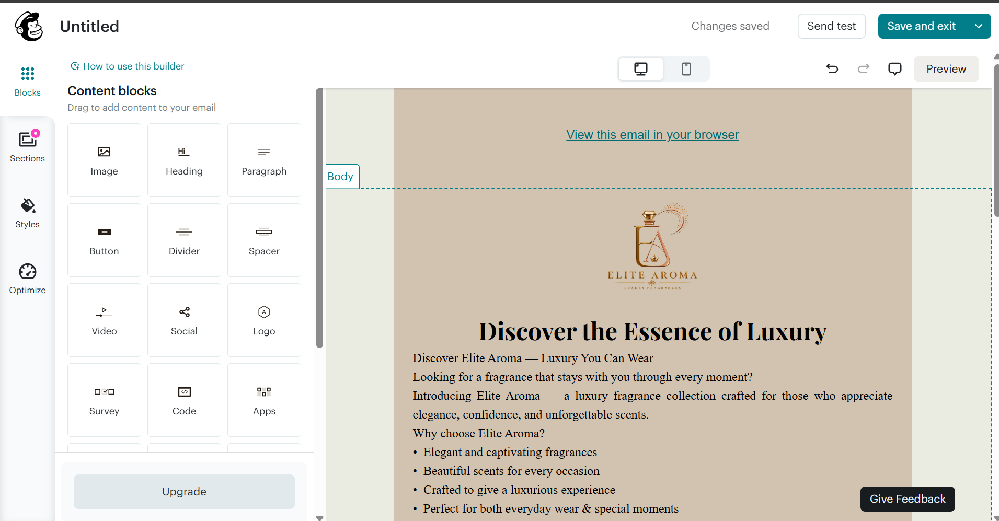 Untitled
Changes saved
Send test
Save and exit
How to use this builder
Preview
Blocks
Content blocks
Drag to add content to your email
Sections
Styles
Optimize
Image
Hi
Heading
Paragraph
Button
Divider
Spacer
Video
Social
A
Logo
Survey
</>
Code
Apps
Upgrade
View this email in your browser
Body
EA
ELITE AROMA
LUXURY FRAGRANCES
Discover the Essence of Luxury
Discover Elite Aroma — Luxury You Can Wear
Looking for a fragrance that stays with you through every moment?
Introducing Elite Aroma — a luxury fragrance collection crafted for those who appreciate
elegance, confidence, and unforgettable scents.
Why choose Elite Aroma?
• Elegant and captivating fragrances
• Beautiful scents for every occasion
• Crafted to give a luxurious experience
• Perfect for both everyday wear & special moments
Give Feedback